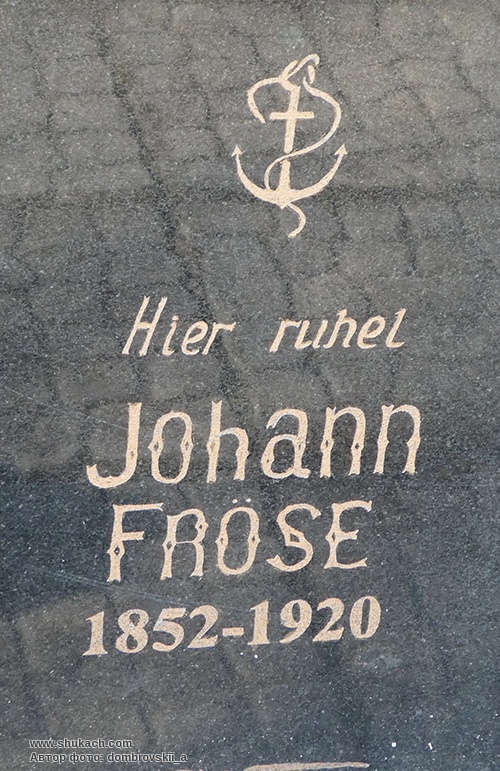 Hier ruhet
Johann
FRÖSE
1852-1920
www.shukach.com
Автор фото: dombrovskii_a